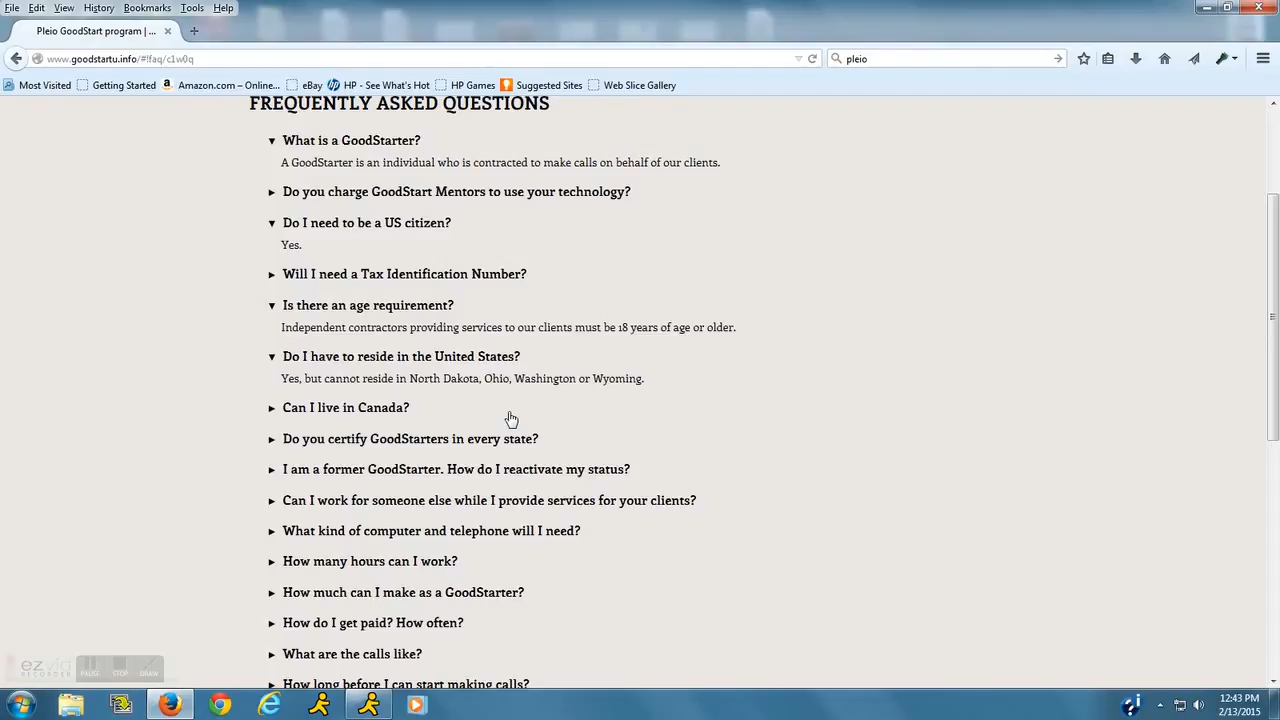 File Edit View History Bookmarks Tools Help
Pleio GoodStart program | ...
www.goodstartu.info/#!faq/c1w0q
pleio
Most Visited Getting Started Amazon.com – Online... eBay HP - See What's Hot HP Games Suggested Sites Web Slice Gallery
FREQUENTLY ASKED QUESTIONS
What is a GoodStarter?
A GoodStarter is an individual who is contracted to make calls on behalf of our clients.
Do you charge GoodStart Mentors to use your technology?
Do I need to be a US citizen?
Yes.
Will I need a Tax Identification Number?
Is there an age requirement?
Independent contractors providing services to our clients must be 18 years of age or older.
Do I have to reside in the United States?
Yes, but cannot reside in North Dakota, Ohio, Washington or Wyoming.
Can I live in Canada?
Do you certify GoodStarters in every state?
I am a former GoodStarter. How do I reactivate my status?
Can I work for someone else while I provide services for your clients?
What kind of computer and telephone will I need?
How many hours can I work?
How much can I make as a GoodStarter?
How do I get paid? How often?
What are the calls like?
How long before I can start making calls?
ezvid
RECORDER
PAUSE STOP DRAW
12:43 PM
2/13/2015